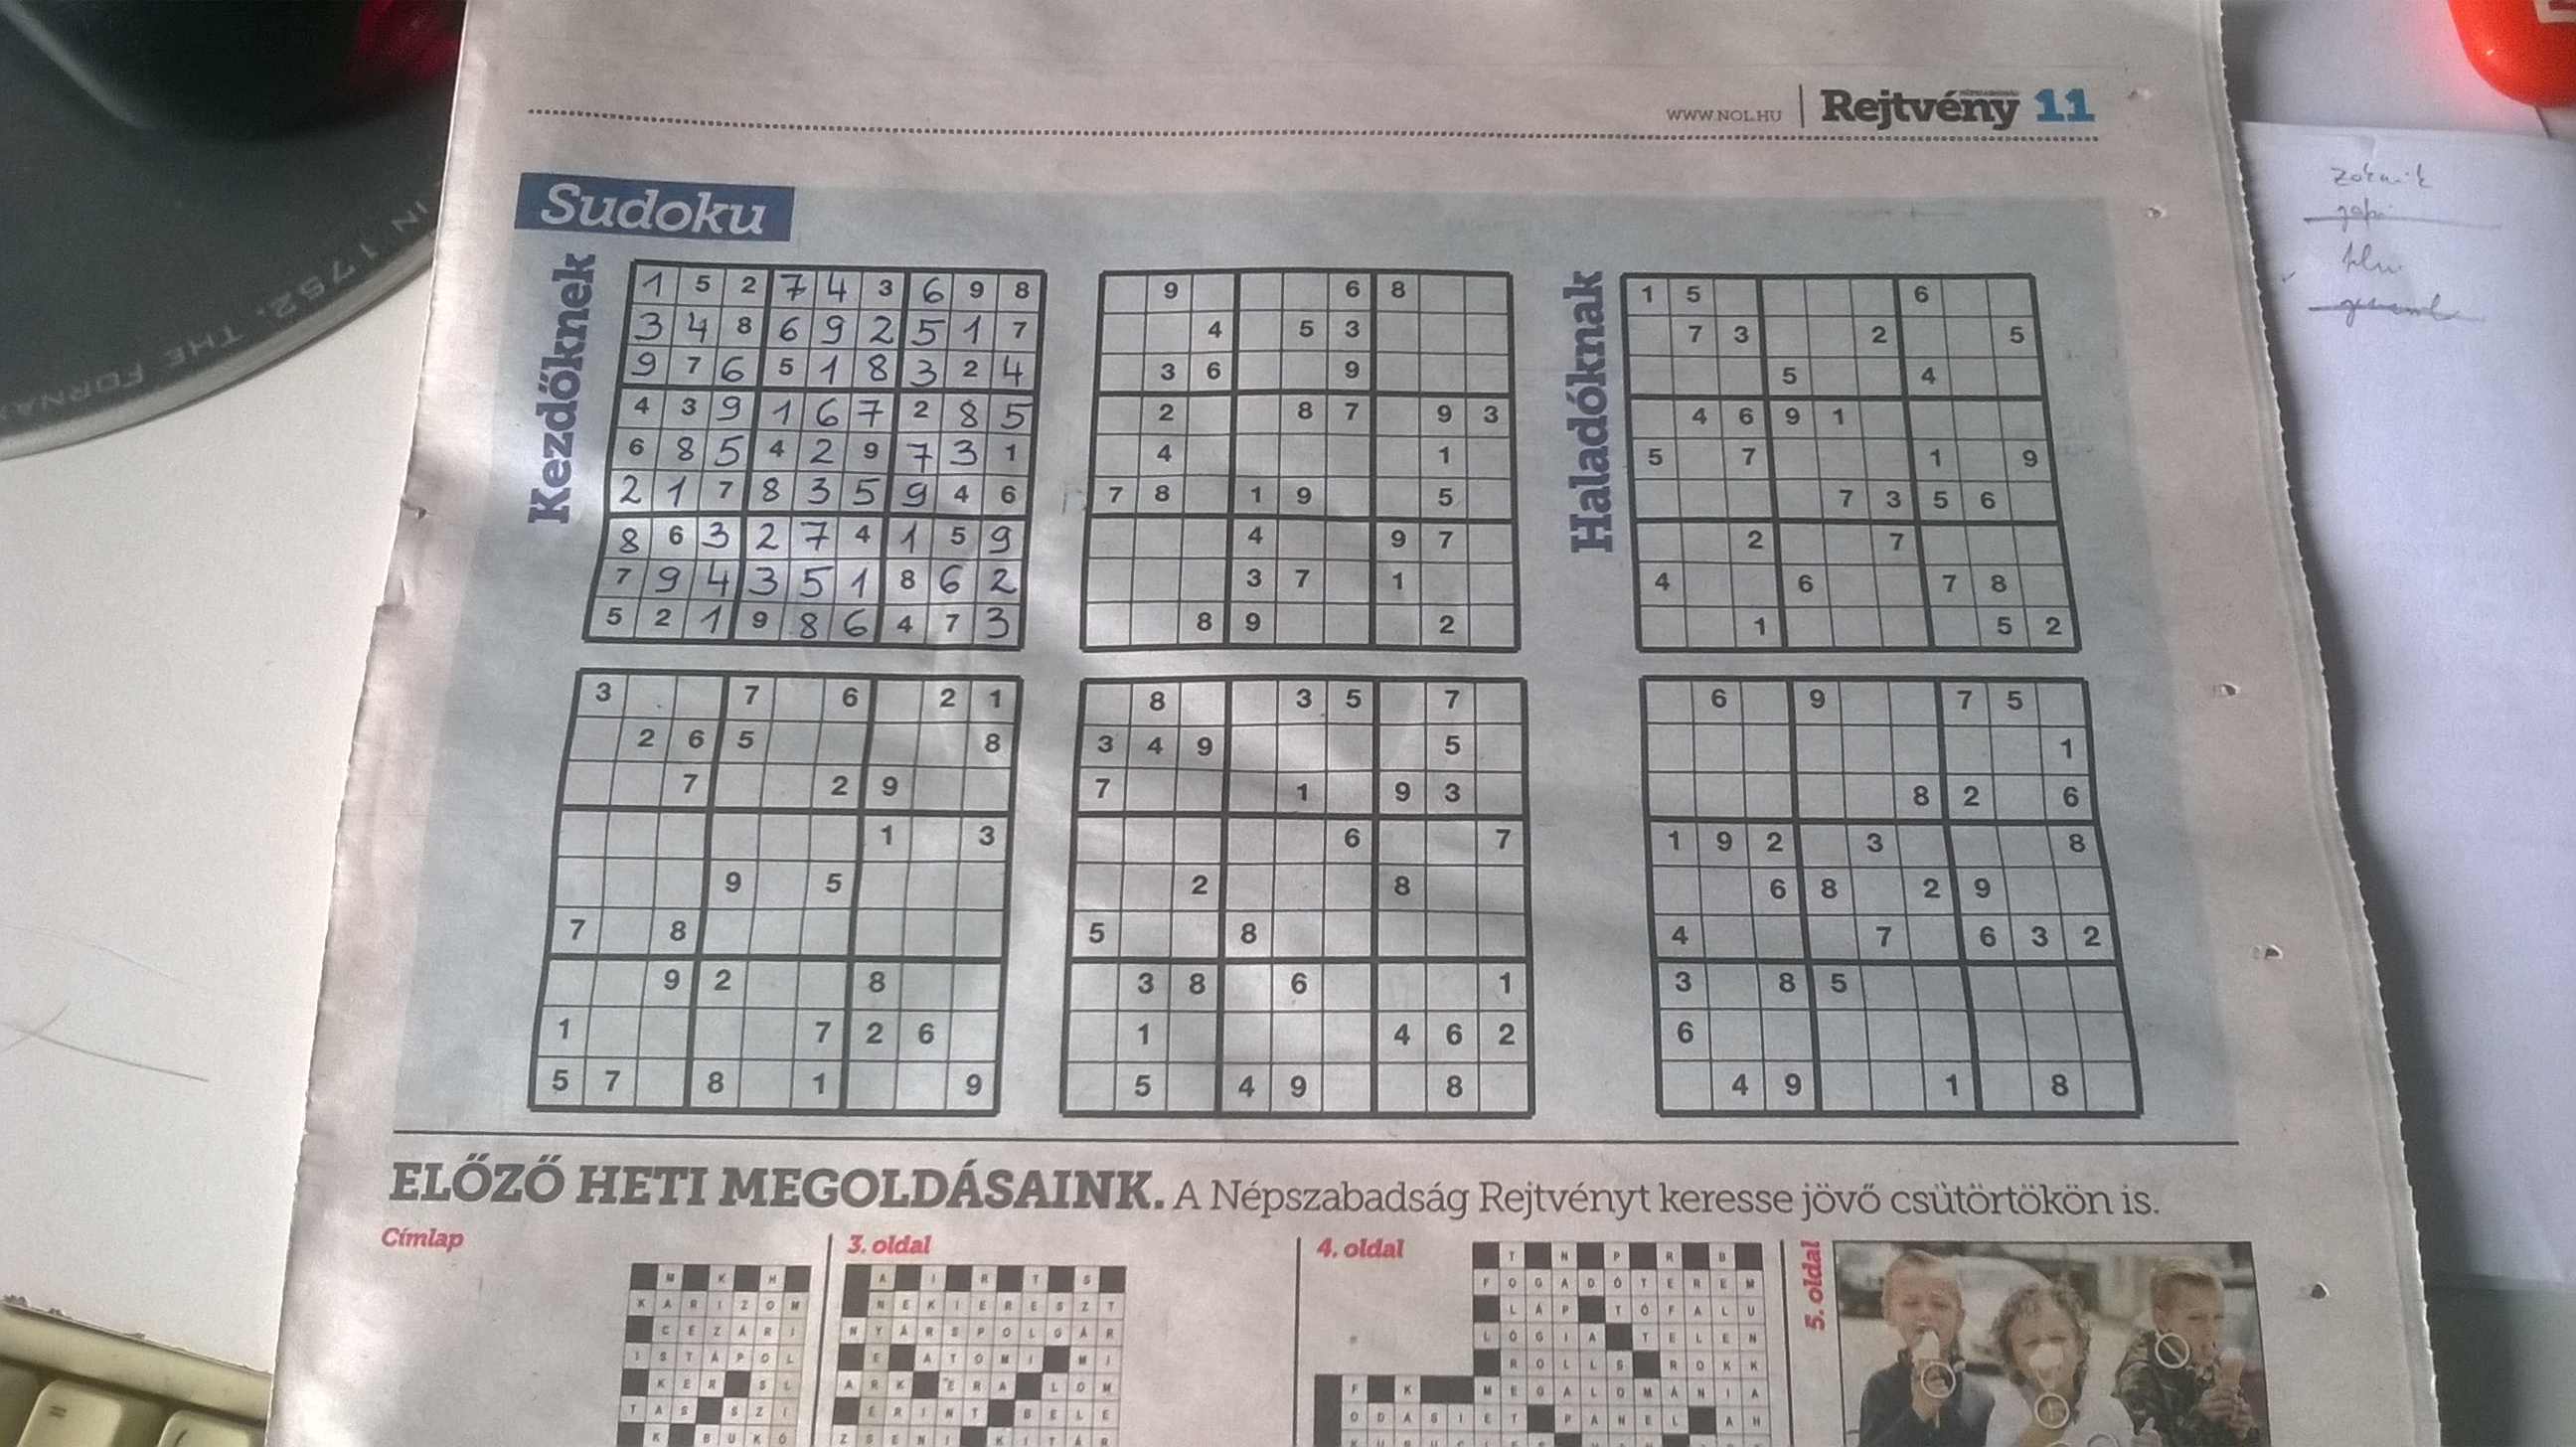 WWW.NOL.HU Rejtvény 11
Sudoku
Kezdőknek
1 5 2 7 4 3 6 9 8
3 4 8 6 9 2 5 1 7
9 7 6 5 1 8 3 2 4
4 3 9 1 6 7 2 8 5
6 8 5 4 2 9 7 3 1
2 1 7 8 3 5 9 4 6
8 6 3 2 7 4 1 5 9
7 9 4 3 5 1 8 6 2
5 2 1 9 8 6 4 7 3
9 6 8
4 5 3
3 6 9
2 8 7 9 3
4 1
7 8 1 9 5
4 9 7
3 7 1
8 9 2
Haladóknak
1 5 6
7 3 2 5
5 4
4 6 9 1
5 7 1 9
7 3 5 6
2 7
4 6 7 8
1 5 2
3 7 6 2 1
2 6 5 8
7 2 9
1 3
9 5
7 8
9 2 8
1 7 2 6
5 7 8 1 9
8 3 5 7
3 4 9 5
7 1 9 3
6 7
2 8
5 8
3 8 6 1
1 4 6 2
5 4 9 8
6 9 7 5
1
8 2 6
1 9 2 3 8
6 8 2 9
4 7 6 3 2
3 8 5
6
4 9 1 8
ELŐZŐ HETI MEGOLDÁSAINK. A Népszabadság Rejtvényt keresse jövő csütörtökön is.
Címlap
M K H
K A R I Z O M
C E Z Á R I
I S T Á P O L
K E R S L
T A S S Z I
K B U K Ó
3. oldal
A I R T S
N E K I E R E S Z T
N Y Á R S P O L G Á R
E A T O M I M I
A R K E R A L O M
É R I N T B E L E
Z S E N I K I T Á R
4. oldal
T N P R B
F O G A D Ó T E R E M
L Á P T Ó F A L U
L Ó G I A T E L E N
R O L L S R O K K
F K M E G A L O M Á N I A
O D A S I E T P A N E L A H
5. oldal
IN 1752, THE